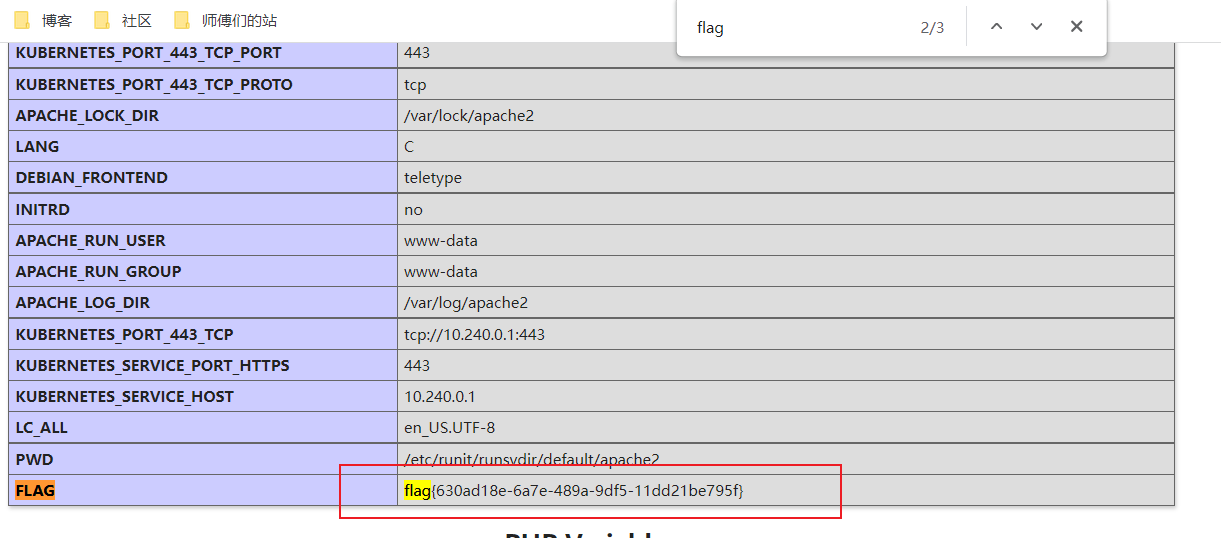 博客 社区 师傅们的站
flag 2/3
KUBERNETES_PORT_443_TCP_PORT 443
KUBERNETES_PORT_443_TCP_PROTO tcp
APACHE_LOCK_DIR /var/lock/apache2
LANG C
DEBIAN_FRONTEND teletype
INITRD no
APACHE_RUN_USER www-data
APACHE_RUN_GROUP www-data
APACHE_LOG_DIR /var/log/apache2
KUBERNETES_PORT_443_TCP tcp://10.240.0.1:443
KUBERNETES_SERVICE_PORT_HTTPS 443
KUBERNETES_SERVICE_HOST 10.240.0.1
LC_ALL en_US.UTF-8
PWD /etc/runit/runsvdir/default/apache2
FLAG flag{630ad18e-6a7e-489a-9df5-11dd21be795f}